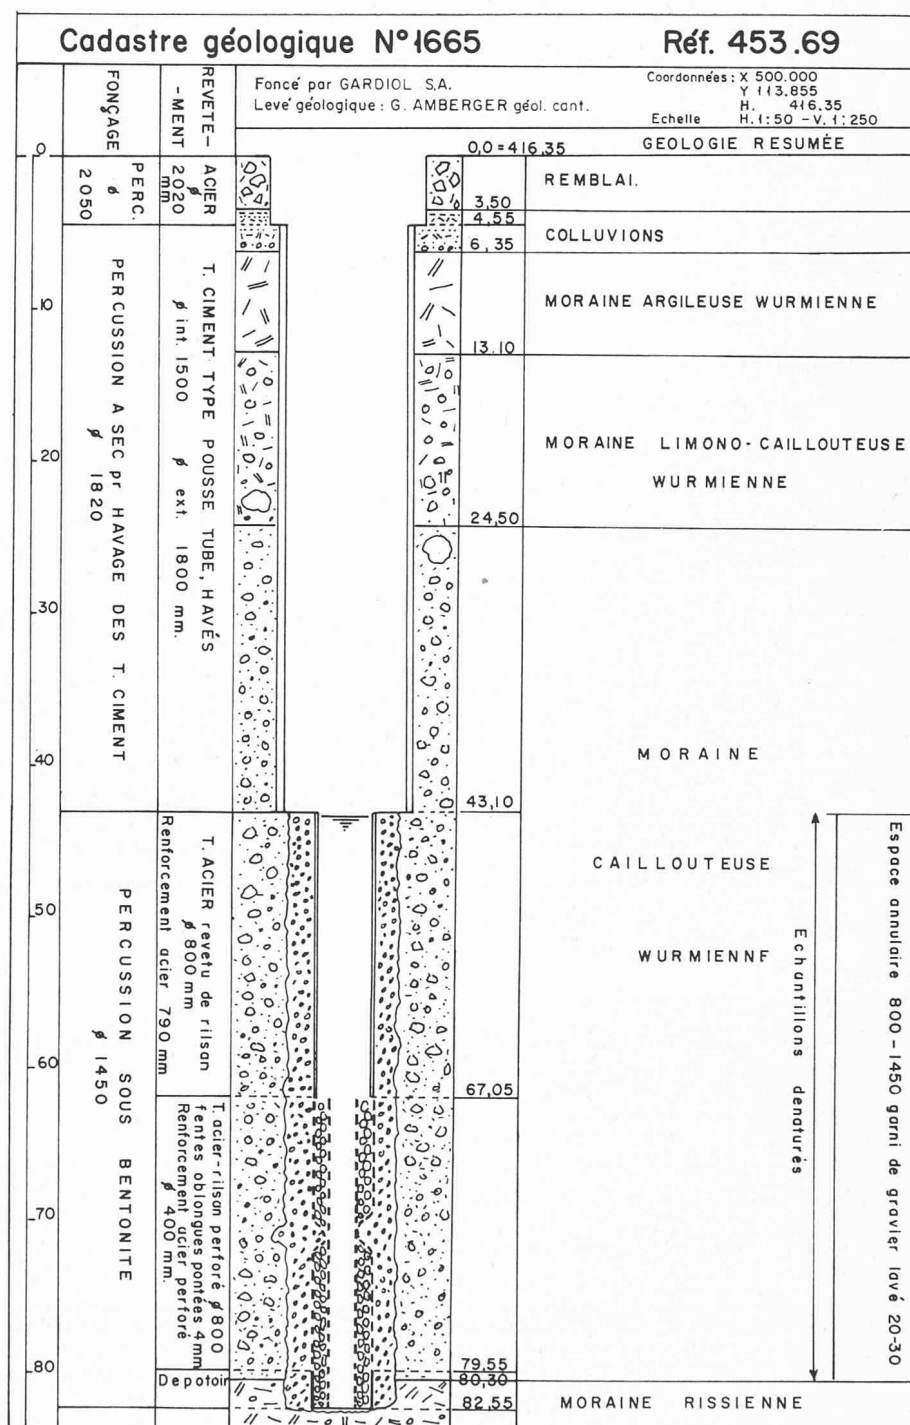 Cadastre géologique N°1665
Réf. 453.69
FONÇAGE
REVETE-
-MENT
Foncé par GARDIOL S.A.
Levé géologique : G. AMBERGER géol. cant.
Coordonnées : X 500.000
Y 113.855
H. 416.35
Echelle H.1:50 - V.1:250
0
0,0 = 416,35
GEOLOGIE RESUMÉE
PERC.
ø
2050
ACIER
ø
2020
mm
REMBLAI.
3,50
4,55
COLLUVIONS
6,35
10
MORAINE ARGILEUSE WURMIENNE
13.10
PERCUSSION A SEC pr HAVAGE DES T. CIMENT
ø 1820
T. CIMENT TYPE POUSSE TUBE, HAVÉS
ø int. 1500 ø ext. 1800 mm.
20
MORAINE LIMONO-CAILLOUTEUSE
WURMIENNE
24,50
30
40
MORAINE
43,10
CAILLOUTEUSE
WURMIENNF
50
PERCUSSION SOUS BENTONITE
ø 1450
T. ACIER revetu de rilsan
ø 800 mm
Renforcement acier 790 mm
Echantillons denaturés
Espace annulaire 800-1450 garni de gravier lavé 20-30
60
67,05
T. acier-rilsan perforé ø 800
fentes oblongues pontées 4mm
Renforcement acier perforé
ø 400 mm.
70
79,55
80
80,30
Depotoir
82,55
MORAINE RISSIENNE